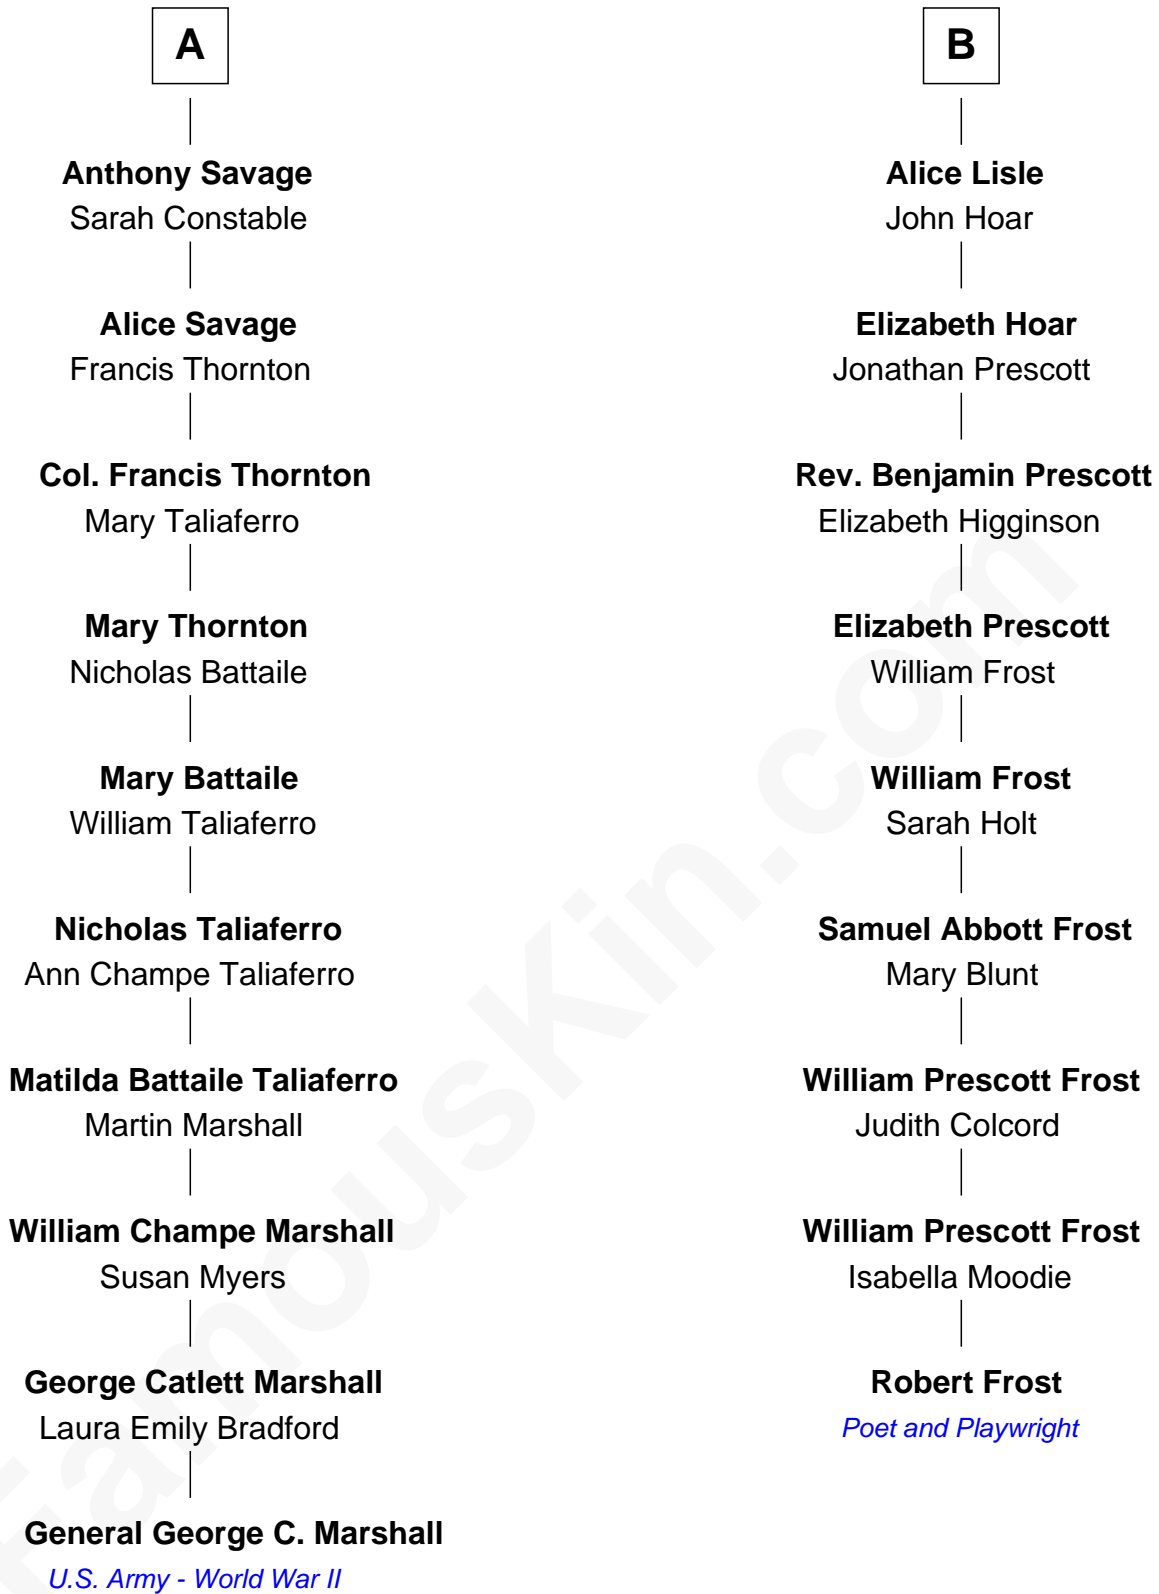 A
Anthony Savage
Sarah Constable
Alice Savage
Francis Thornton
Col. Francis Thornton
Mary Taliaferro
Mary Thornton
Nicholas Battaile
Mary Battaile
William Taliaferro
Nicholas Taliaferro
Ann Champe Taliaferro
Matilda Battaile Taliaferro
Martin Marshall
William Champe Marshall
Susan Myers
George Catlett Marshall
Laura Emily Bradford
General George C. Marshall
U.S. Army - World War II
B
Alice Lisle
John Hoar
Elizabeth Hoar
Jonathan Prescott
Rev. Benjamin Prescott
Elizabeth Higginson
Elizabeth Prescott
William Frost
William Frost
Sarah Holt
Samuel Abbott Frost
Mary Blunt
William Prescott Frost
Judith Colcord
William Prescott Frost
Isabella Moodie
Robert Frost
Poet and Playwright
FamousKin.com